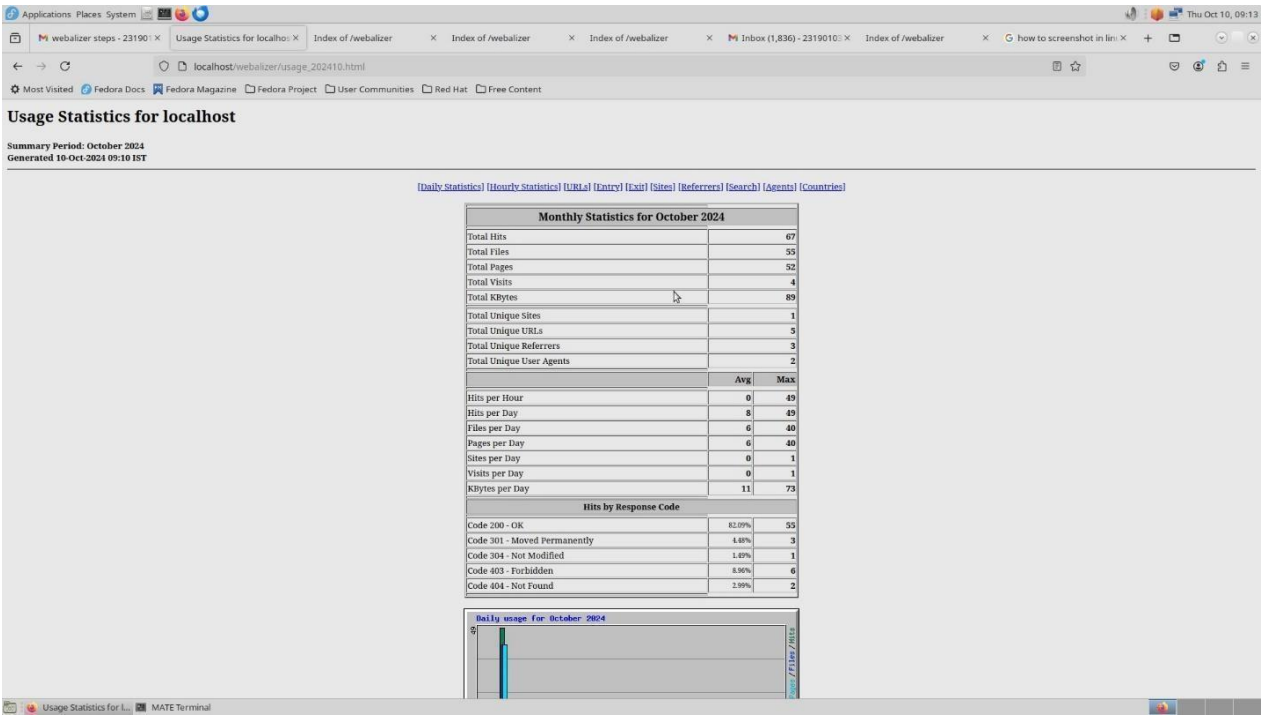 Applications Places System
Thu Oct 10, 09:13
webalizer steps - 23190
Usage Statistics for localhos
Index of /webalizer
Index of /webalizer
Index of /webalizer
Inbox (1,836) - 2319010
Index of /webalizer
how to screenshot in lin
localhost/webalizer/usage_202410.html
Most Visited Fedora Docs Fedora Magazine Fedora Project User Communities Red Hat Free Content
Usage Statistics for localhost
Summary Period: October 2024
Generated 10-Oct-2024 09:10 IST
[Daily Statistics] [Hourly Statistics] [URLs] [Entry] [Exit] [Sites] [Referrers] [Search] [Agents] [Countries]
Monthly Statistics for October 2024
Total Hits 67
Total Files 55
Total Pages 52
Total Visits 4
Total KBytes 89
Total Unique Sites 1
Total Unique URLs 5
Total Unique Referrers 3
Total Unique User Agents 2
Avg Max
Hits per Hour 0 49
Hits per Day 8 49
Files per Day 6 40
Pages per Day 6 40
Sites per Day 0 1
Visits per Day 0 1
KBytes per Day 11 73
Hits by Response Code
Code 200 - OK 82.09% 55
Code 301 - Moved Permanently 4.48% 3
Code 304 - Not Modified 1.49% 1
Code 403 - Forbidden 8.96% 6
Code 404 - Not Found 2.99% 2
Daily usage for October 2024
49
Pages / Files / Hits
Usage Statistics for l...
MATE Terminal